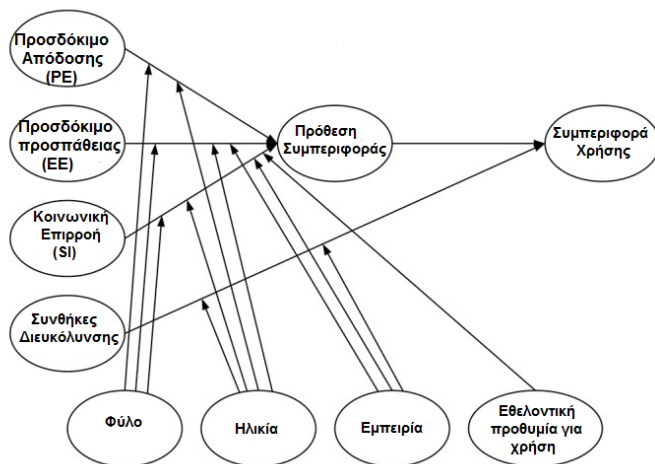 Προσδόκιμο
Απόδοσης
(PE)
Προσδόκιμο
προσπάθειας
(EE)
Πρόθεση
Συμπεριφοράς
Συμπεριφορά
Χρήσης
Κοινωνική
Επιρροή
(SI)
Συνθήκες
Διευκόλυνσης
Φύλο
Ηλικία
Εμπειρία
Εθελοντική
προθυμία για
χρήση